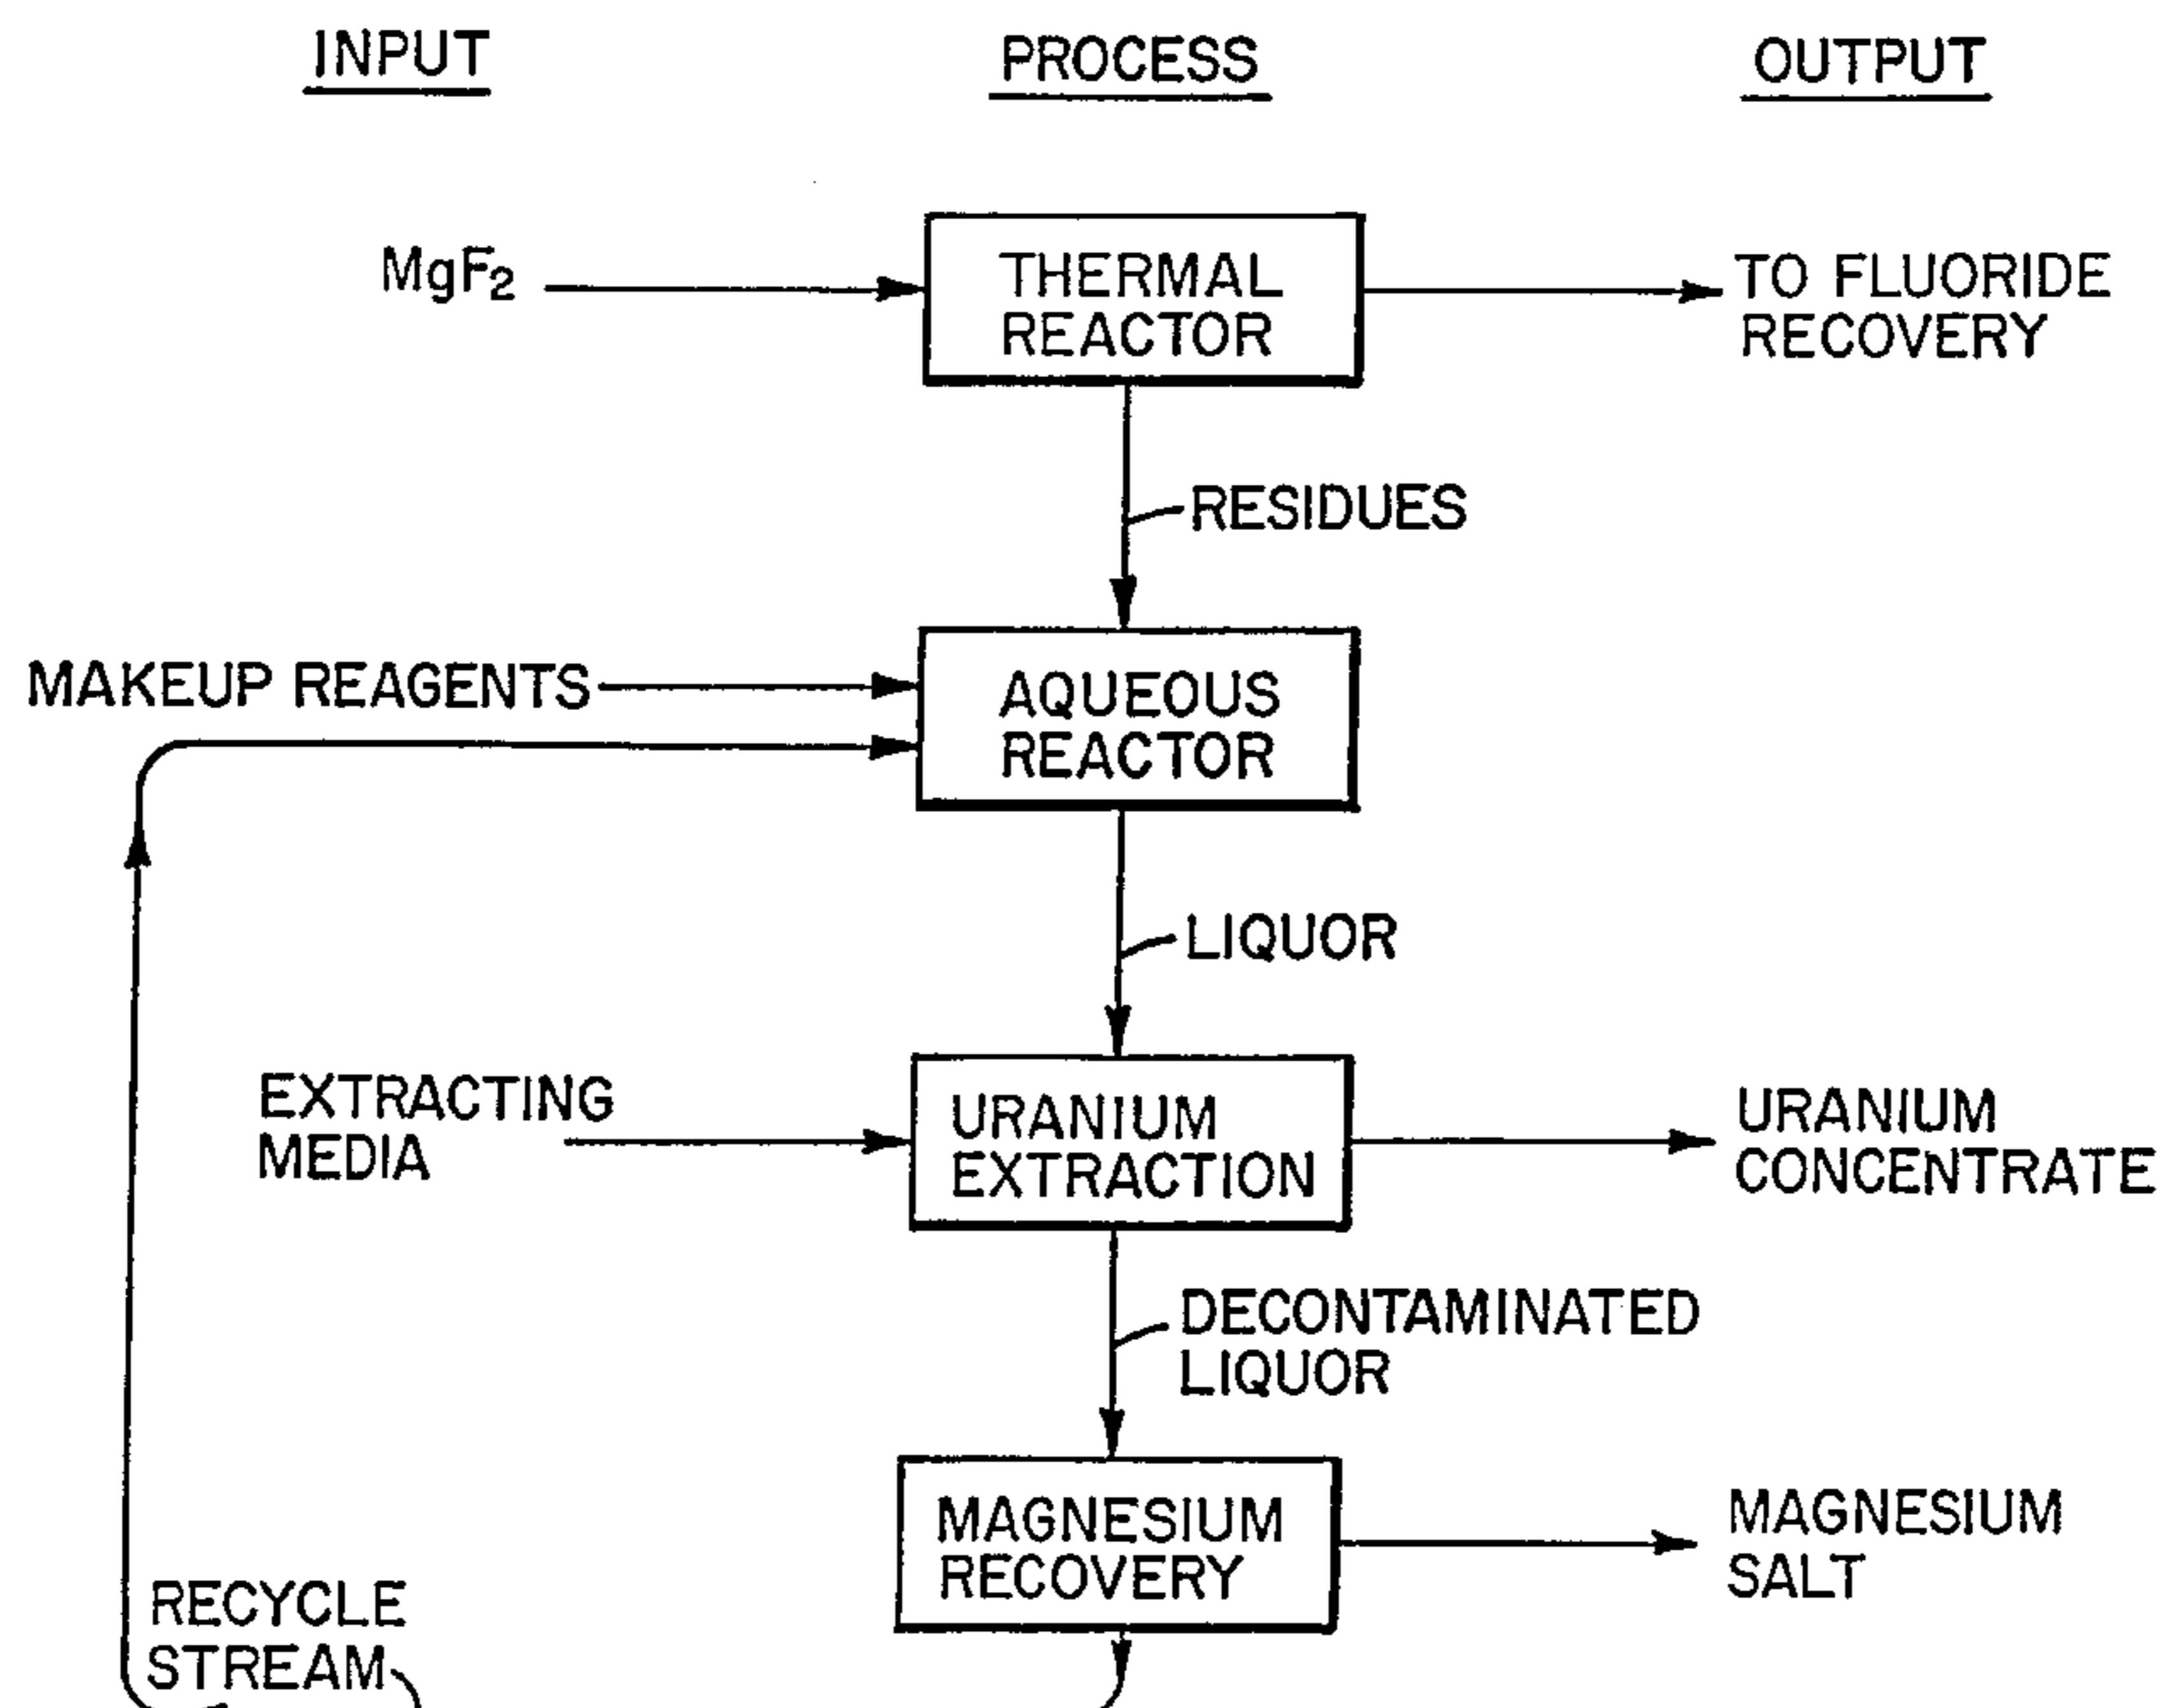 INPUT
PROCESS
OUTPUT
MgF2
THERMAL
REACTOR
TO FLUORIDE
RECOVERY
RESIDUES
MAKEUP REAGENTS
AQUEOUS
REACTOR
LIQUOR
EXTRACTING
MEDIA
URANIUM
EXTRACTION
URANIUM
CONCENTRATE
DECONTAMINATED
LIQUOR
MAGNESIUM
RECOVERY
MAGNESIUM
SALT
RECYCLE
STREAM